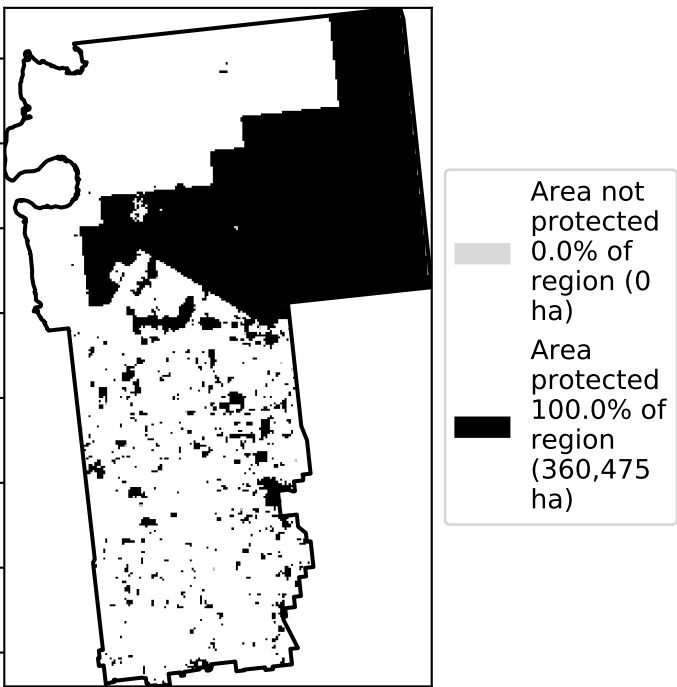 Area not
protected
0.0% of
region (0
ha)
Area
protected
100.0% of
region
(360,475
ha)